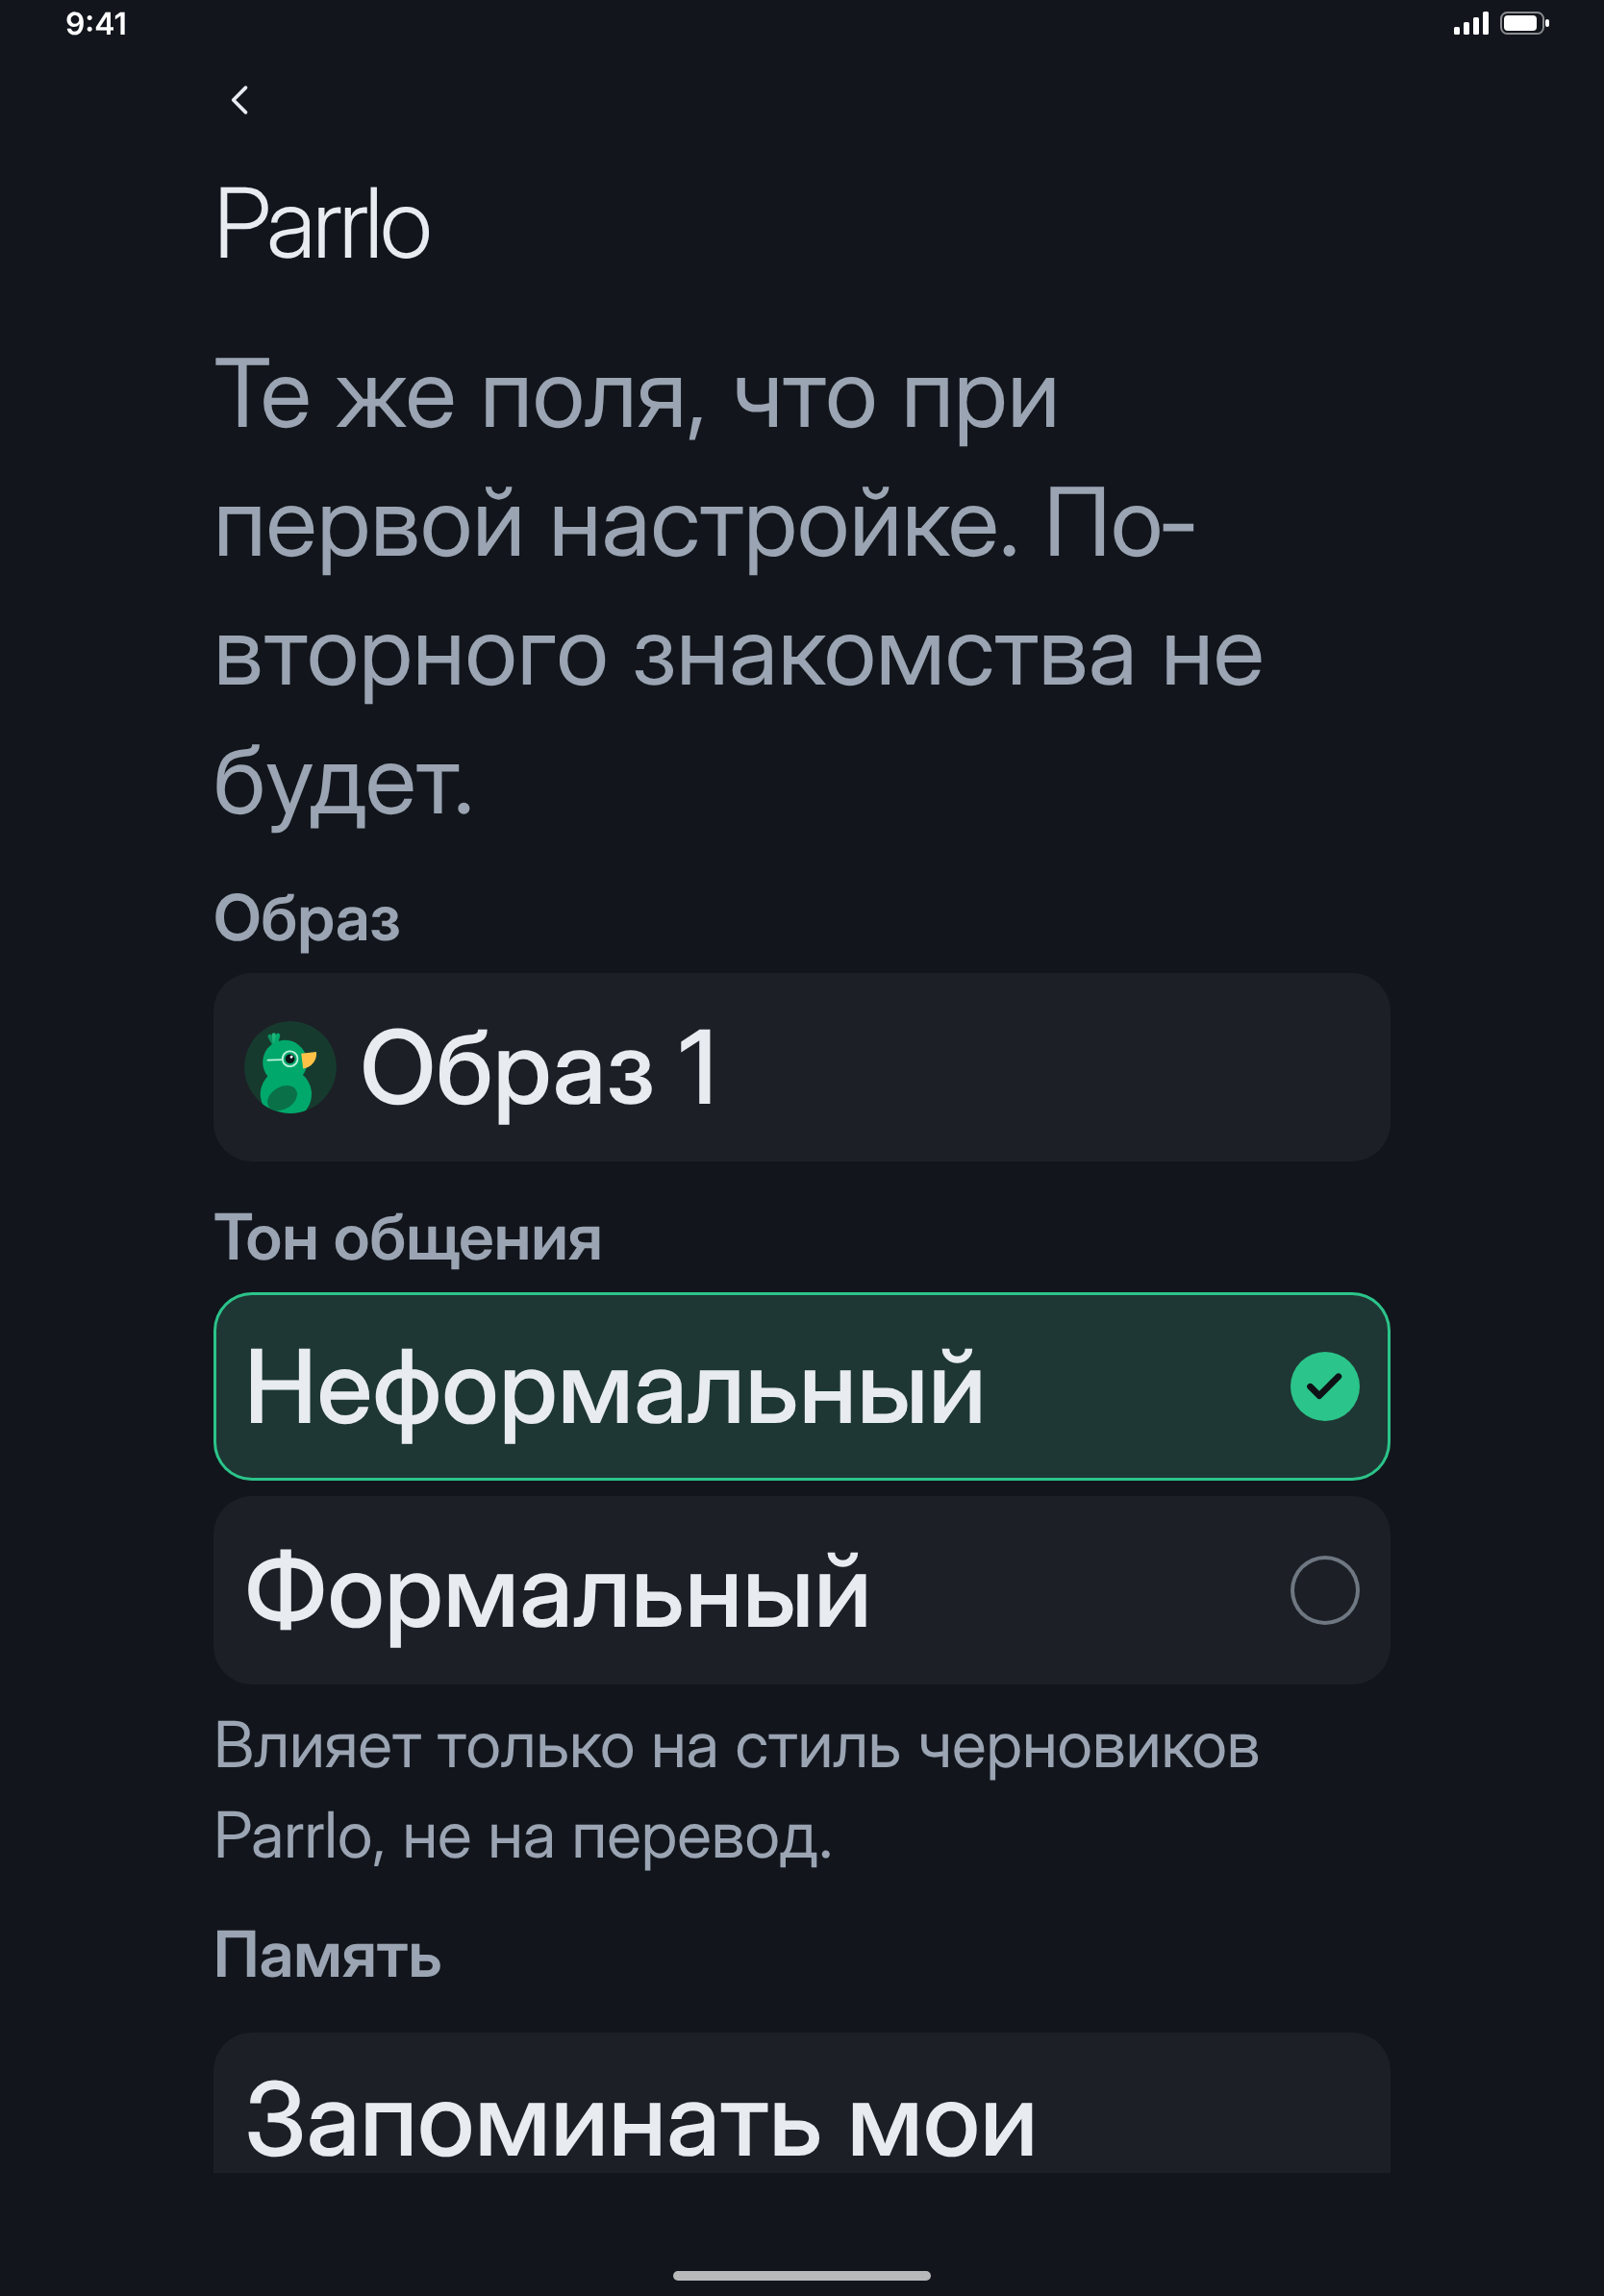 9:41
Parrlo
Те же поля, что при
первой настройке. По-
вторного знакомства не
будет.
Образ
Образ 1
Тон общения
Неформальный
Формальный
Влияет только на стиль черновиков
Parrlo, не на перевод.
Память
Запоминать мои